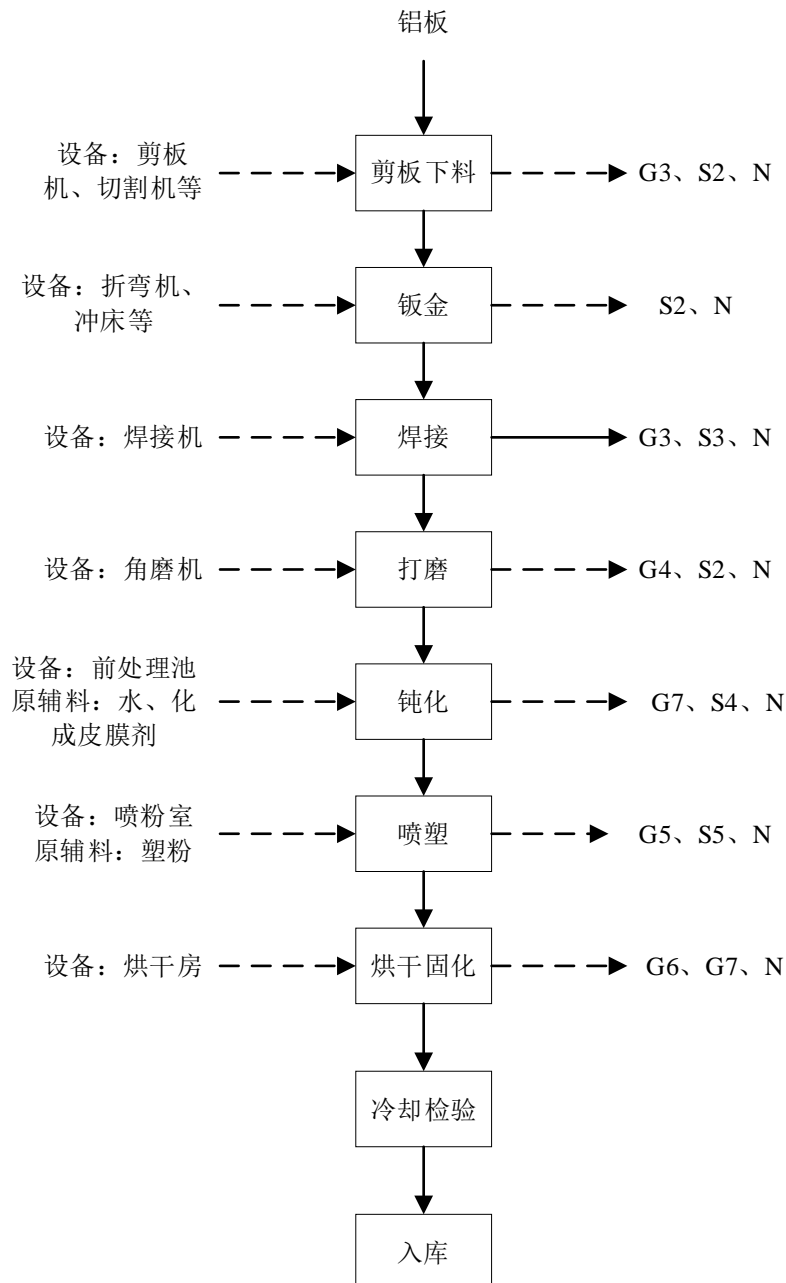 铝板
设备：剪板
机、切割机等
剪板下料
G3、S2、N
设备：折弯机、
冲床等
钣金
S2、N
设备：焊接机
焊接
G3、S3、N
设备：角磨机
打磨
G4、S2、N
设备：前处理池
原辅料：水、化
成皮膜剂
钝化
G7、S4、N
设备：喷粉室
原辅料：塑粉
喷塑
G5、S5、N
设备：烘干房
烘干固化
G6、G7、N
冷却检验
入库